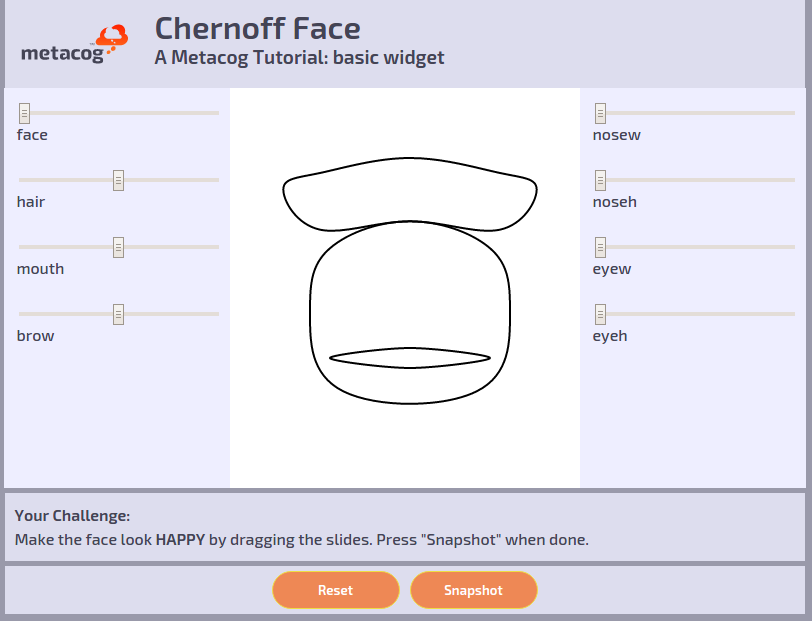 metacog™
Chernoff Face
A Metacog Tutorial: basic widget
face
hair
mouth
brow
nosew
noseh
eyew
eyeh
Your Challenge:
Make the face look HAPPY by dragging the slides. Press "Snapshot" when done.
Reset
Snapshot